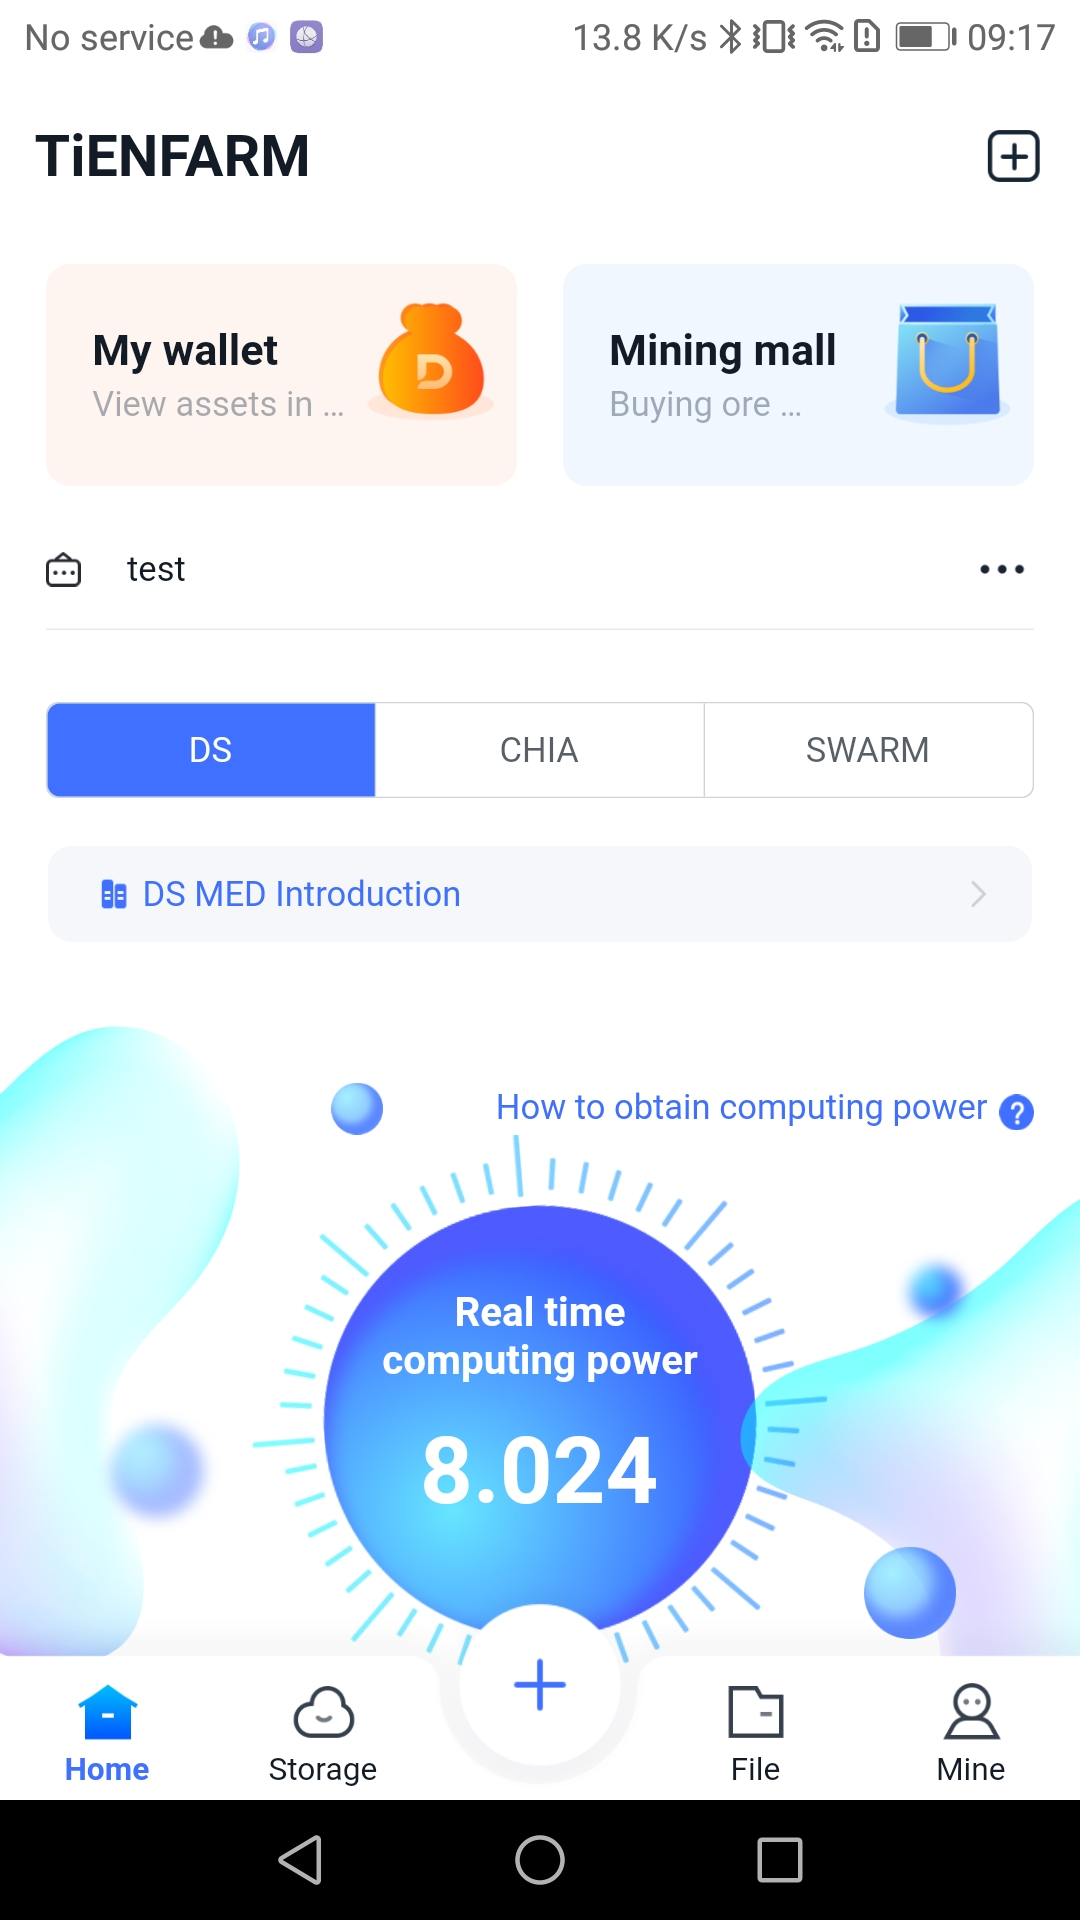 No service 13.8 K/s 09:17
TiENFARM
My wallet
View assets in ...
Mining mall
Buying ore ...
test
DS CHIA SWARM
DS MED Introduction
How to obtain computing power ?
Real time
computing power
8.024
Home Storage File Mine